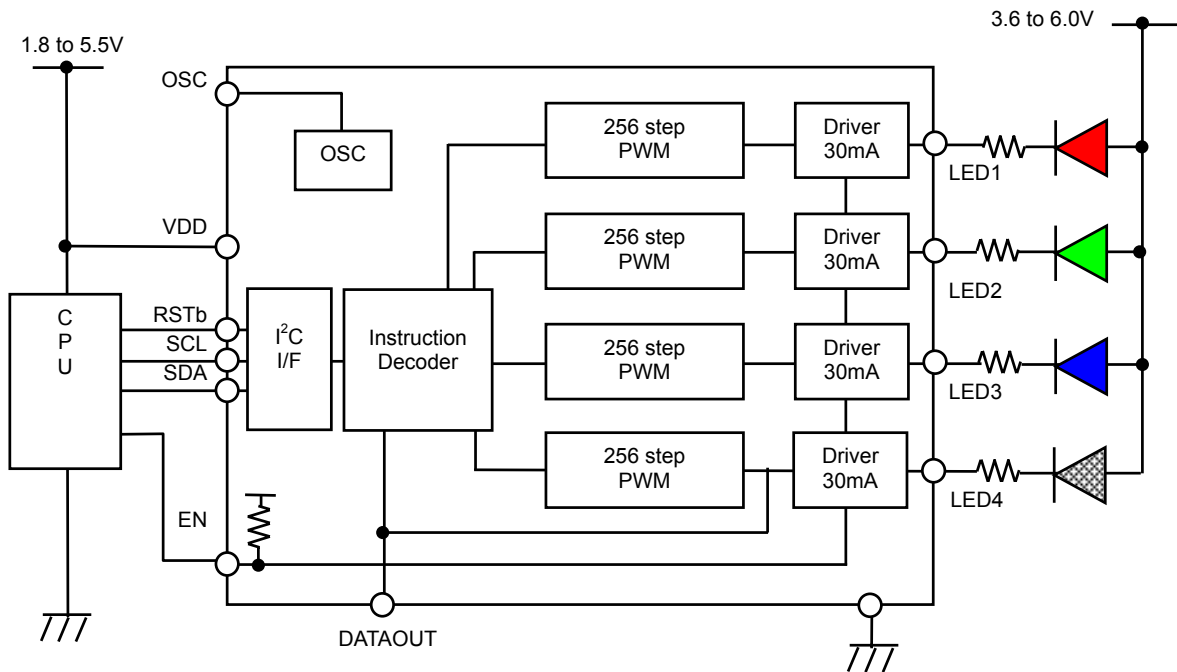 3.6 to 6.0V
1.8 to 5.5V
OSC
OSC
256 step
PWM
Driver
30mA
LED1
VDD
256 step
PWM
Driver
30mA
LED2
C
P
U
RSTb
SCL
SDA
I²C
I/F
Instruction
Decoder
256 step
PWM
Driver
30mA
LED3
256 step
PWM
Driver
30mA
LED4
EN
DATAOUT